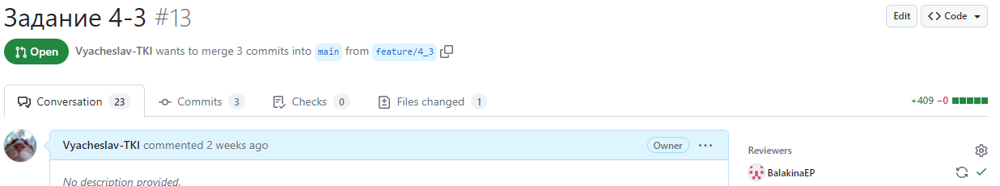 Задание 4-3 #13
Edit
Code
Open
Vyacheslav-TKI wants to merge 3 commits into main from feature/4_3
Conversation 23
Commits 3
Checks 0
Files changed 1
+409 −0
Vyacheslav-TKI commented 2 weeks ago
Owner
Reviewers
BalakinaEP
No description provided.